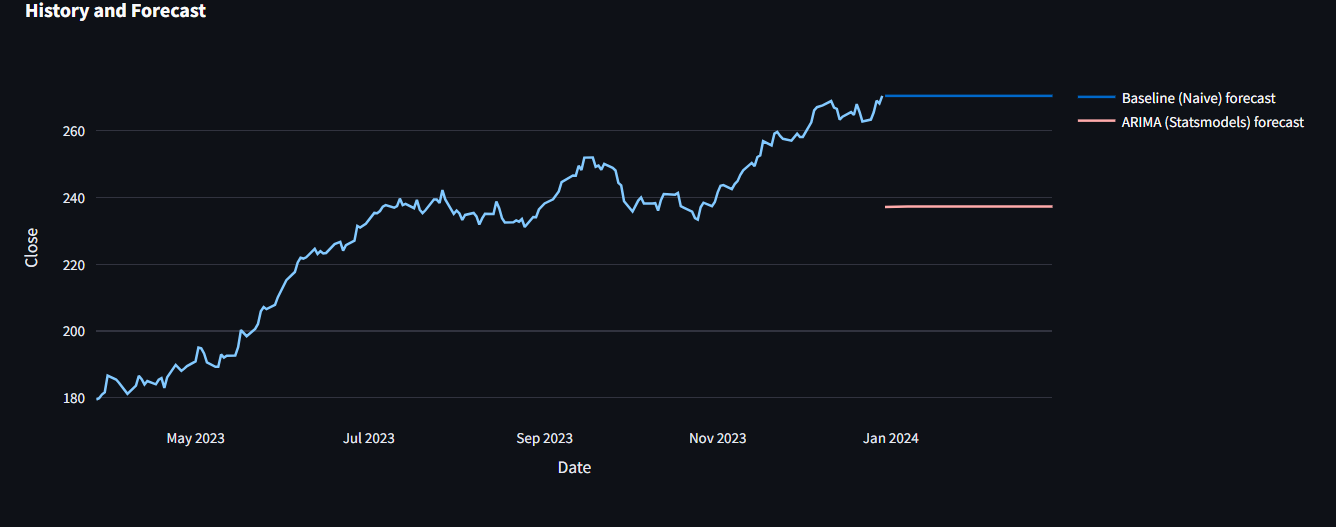 History and Forecast
Baseline (Naive) forecast
ARIMA (Statsmodels) forecast
260
240
220
200
180
Close
May 2023
Jul 2023
Sep 2023
Nov 2023
Jan 2024
Date